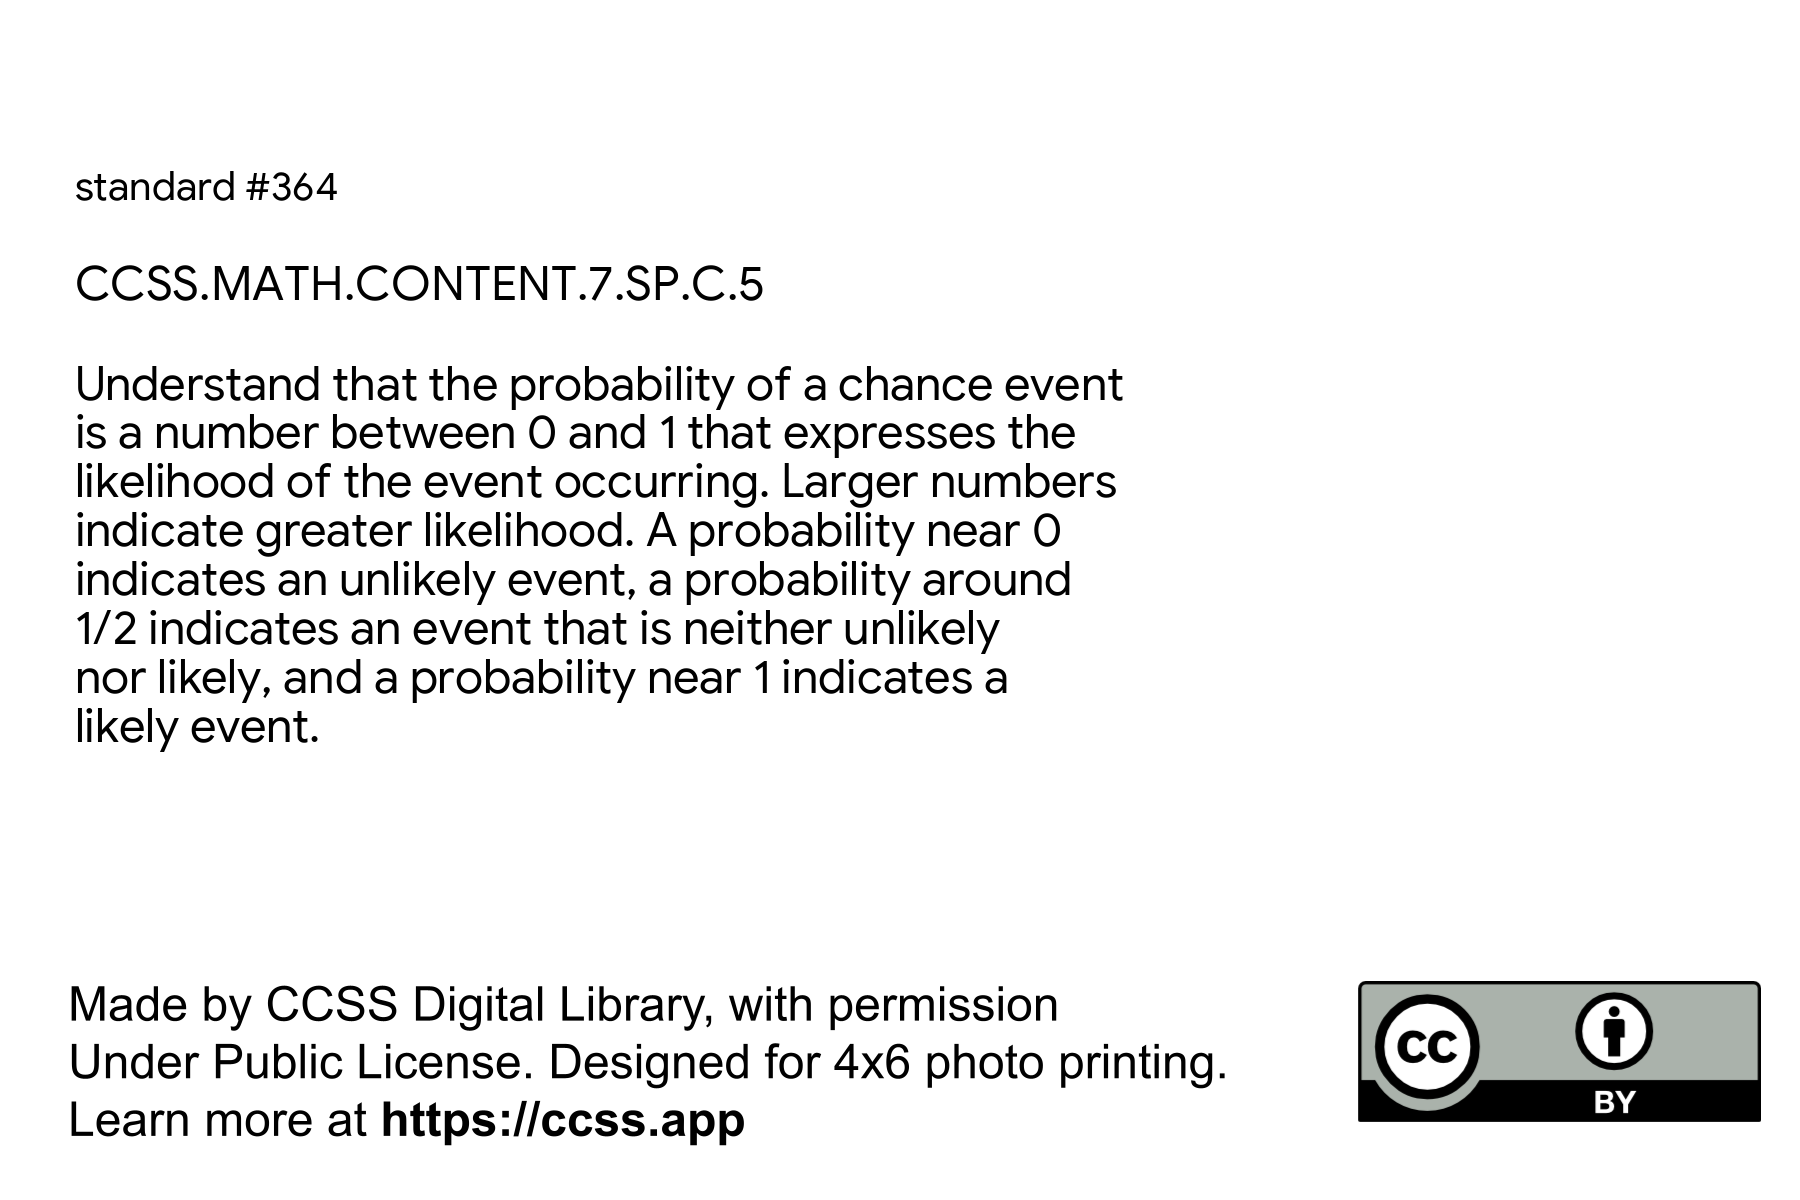 standard #364
CCSS.MATH.CONTENT.7.SP.C.5
Understand that the probability of a chance event
is a number between 0 and 1 that expresses the
likelihood of the event occurring. Larger numbers
indicate greater likelihood. A probability near 0
indicates an unlikely event, a probability around
1/2 indicates an event that is neither unlikely
nor likely, and a probability near 1 indicates a
likely event.
Made by CCSS Digital Library, with permission
Under Public License. Designed for 4x6 photo printing.
Learn more at https://ccss.app
cc
BY